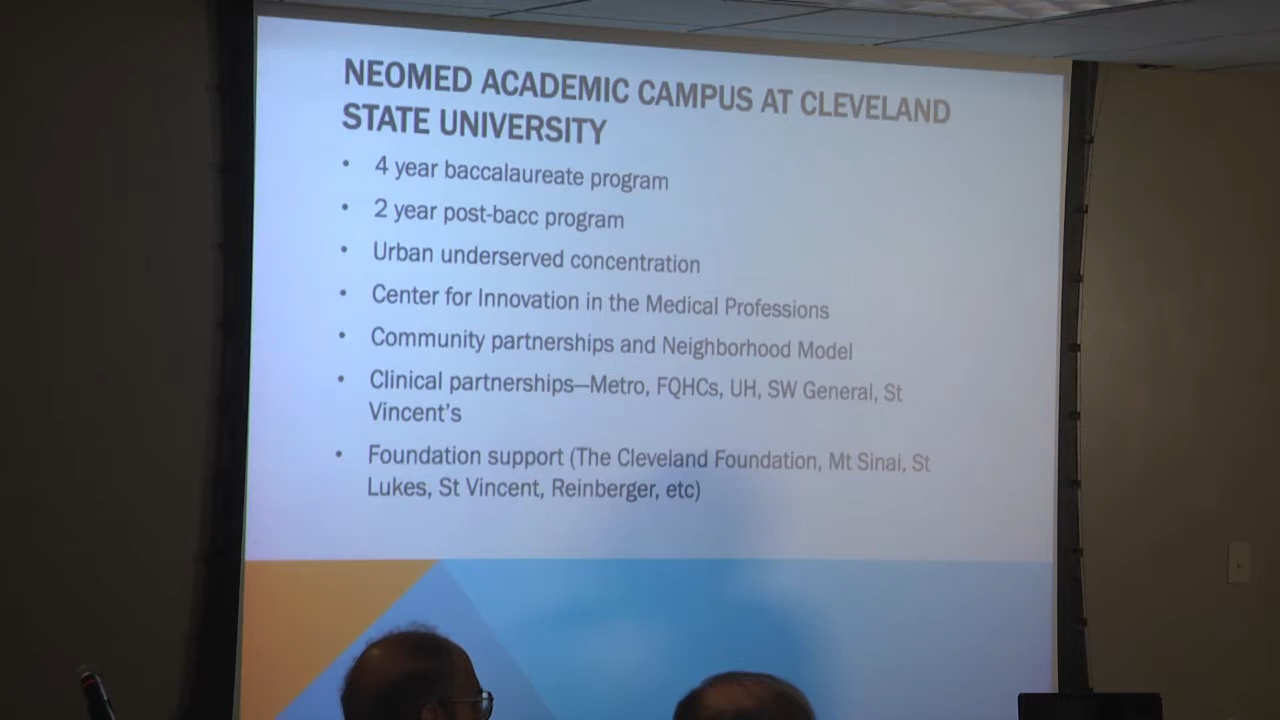 NEOMED ACADEMIC CAMPUS AT CLEVELAND
STATE UNIVERSITY
• 4 year baccalaureate program
• 2 year post-bacc program
• Urban underserved concentration
• Center for Innovation in the Medical Professions
• Community partnerships and Neighborhood Model
• Clinical partnerships—Metro, FQHCs, UH, SW General, St
Vincent's
• Foundation support (The Cleveland Foundation, Mt Sinai, St
Lukes, St Vincent, Reinberger, etc)